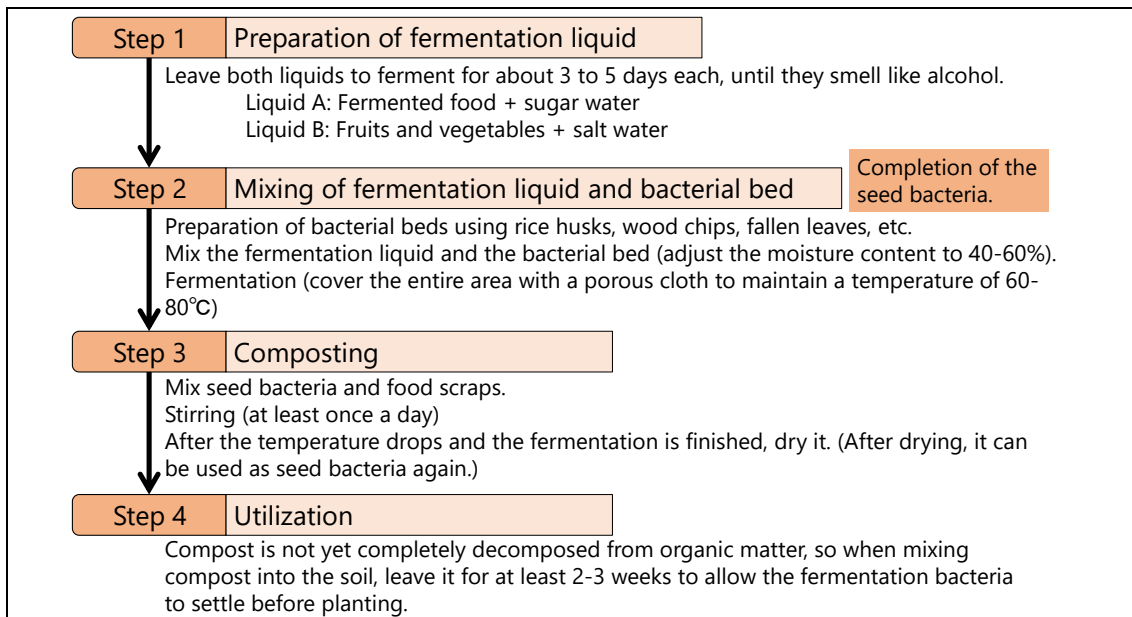 Step 1 Preparation of fermentation liquid
Leave both liquids to ferment for about 3 to 5 days each, until they smell like alcohol.
Liquid A: Fermented food + sugar water
Liquid B: Fruits and vegetables + salt water
Step 2 Mixing of fermentation liquid and bacterial bed
Completion of the
seed bacteria.
Preparation of bacterial beds using rice husks, wood chips, fallen leaves, etc.
Mix the fermentation liquid and the bacterial bed (adjust the moisture content to 40-60%).
Fermentation (cover the entire area with a porous cloth to maintain a temperature of 60-
80℃)
Step 3 Composting
Mix seed bacteria and food scraps.
Stirring (at least once a day)
After the temperature drops and the fermentation is finished, dry it. (After drying, it can
be used as seed bacteria again.)
Step 4 Utilization
Compost is not yet completely decomposed from organic matter, so when mixing
compost into the soil, leave it for at least 2-3 weeks to allow the fermentation bacteria
to settle before planting.